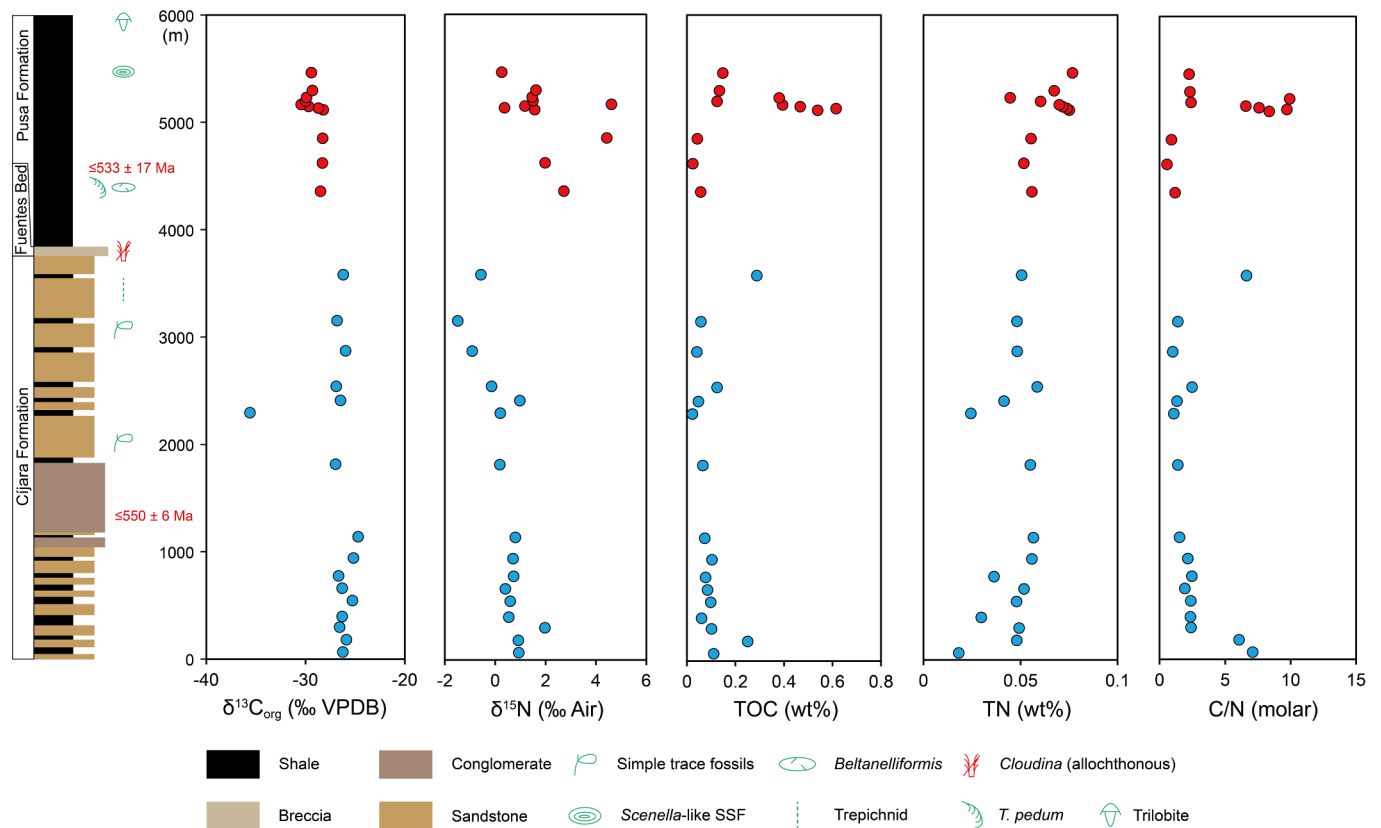 6000
(m)
5000
4000
3000
2000
1000
0
Pusa Formation
Fuentes Bed
Cijara Formation
≤533 ± 17 Ma
≤550 ± 6 Ma
-40 -30 -20
δ¹³Corg (‰ VPDB)
-2 0 2 4 6
δ¹⁵N (‰ Air)
0 0.2 0.4 0.6 0.8
TOC (wt%)
0 0.05 0.1
TN (wt%)
0 5 10 15
C/N (molar)
Shale
Conglomerate
Simple trace fossils
Beltanelliformis
Cloudina (allochthonous)
Breccia
Sandstone
Scenella-like SSF
Trepichnid
T. pedum
Trilobite